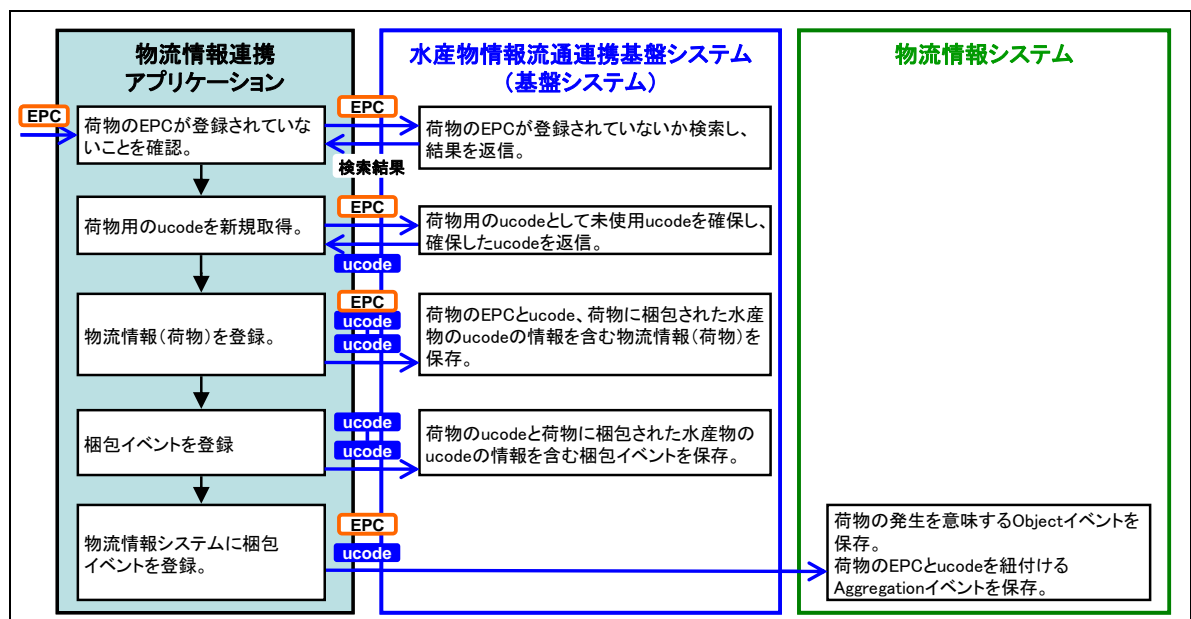 物流情報連携
アプリケーション
水産物情報流通連携基盤システム
(基盤システム)
物流情報システム
EPC
荷物のEPCが登録されていな
いことを確認。
EPC
検索結果
荷物のEPCが登録されていないか検索し、
結果を返信。
荷物用のucodeを新規取得。
EPC
ucode
荷物用のucodeとして未使用ucodeを確保し、
確保したucodeを返信。
物流情報(荷物)を登録。
EPC
ucode
ucode
荷物のEPCとucode、荷物に梱包された水産
物のucodeの情報を含む物流情報(荷物)を
保存。
梱包イベントを登録
ucode
ucode
荷物のucodeと荷物に梱包された水産物の
ucodeの情報を含む梱包イベントを保存。
物流情報システムに梱包
イベントを登録。
EPC
ucode
荷物の発生を意味するObjectイベントを
保存。
荷物のEPCとucodeを紐付ける
Aggregationイベントを保存。